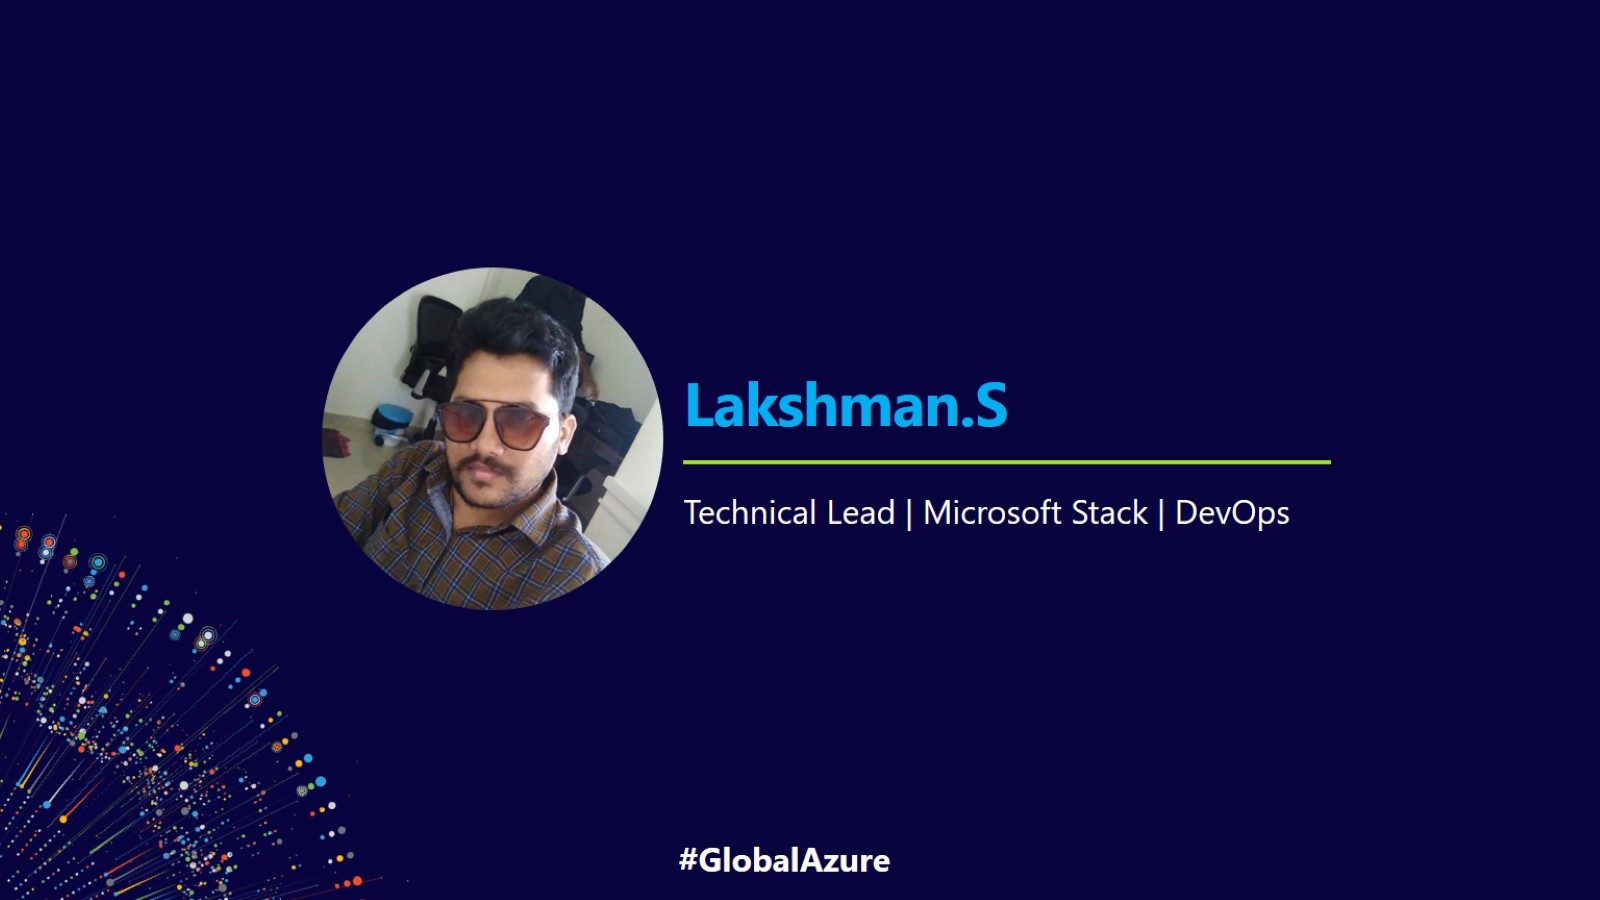 Lakshman.S
Technical Lead | Microsoft Stack | DevOps
#GlobalAzure